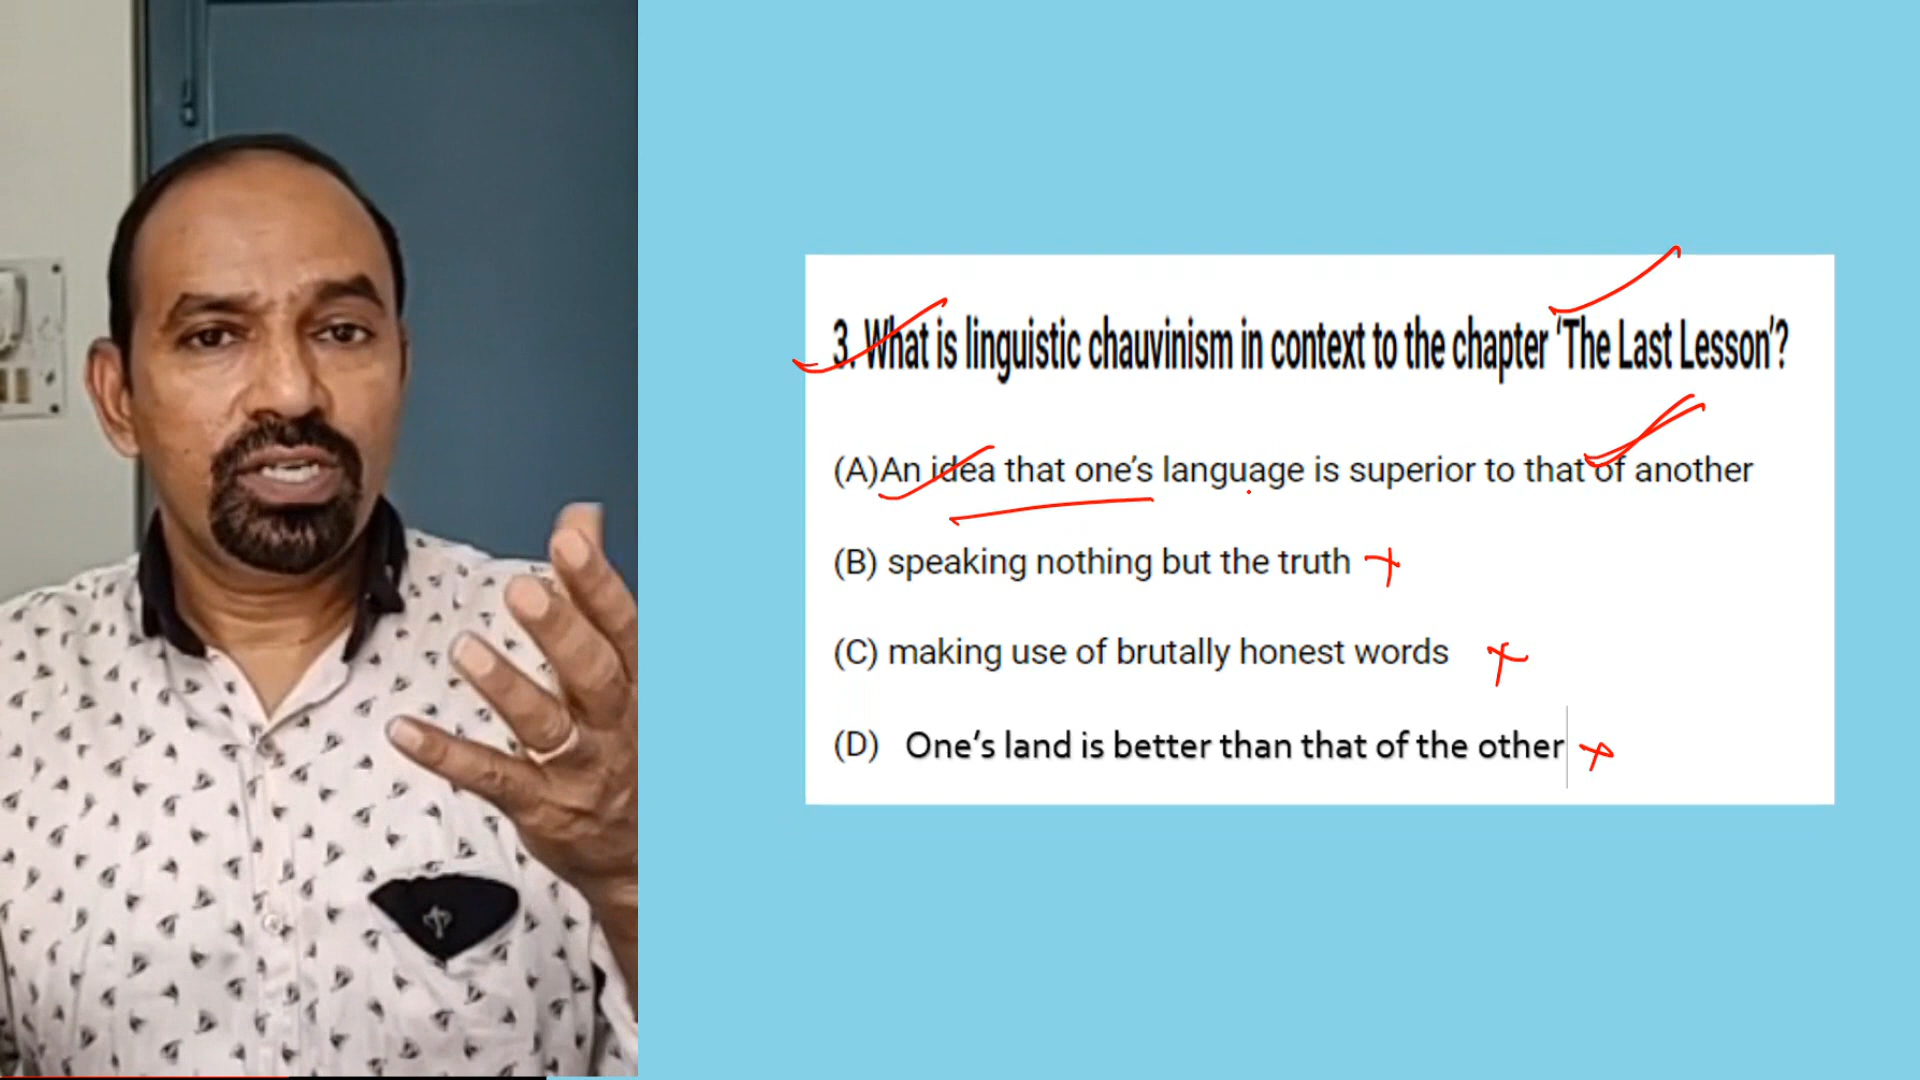 3. What is linguistic chauvinism in context to the chapter ‘The Last Lesson’?
(A)An idea that one’s language is superior to that of another
(B) speaking nothing but the truth
(C) making use of brutally honest words
(D) One’s land is better than that of the other